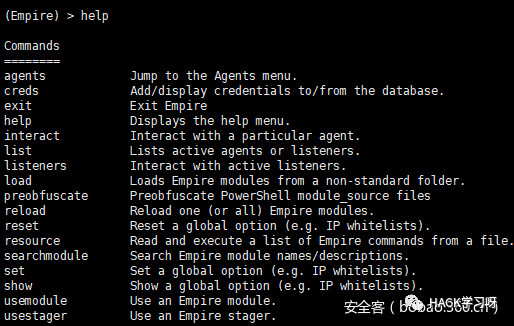 (Empire) > help
Commands
========
agents Jump to the Agents menu.
creds Add/display credentials to/from the database.
exit Exit Empire
help Displays the help menu.
interact Interact with a particular agent.
list Lists active agents or listeners.
listeners Interact with active listeners.
load Loads Empire modules from a non-standard folder.
preobfuscate Preobfuscate PowerShell module_source files
reload Reload one (or all) Empire modules.
reset Reset a global option (e.g. IP whitelists).
resource Read and execute a list of Empire commands from a file.
searchmodule Search Empire module names/descriptions.
set Set a global option (e.g. IP whitelists).
show Show a global option (e.g. IP whitelists).
usemodule Use an Empire module.
usestager Use an Empire stager.
安全客 ( bobao.360.cn )
HACK学习呀